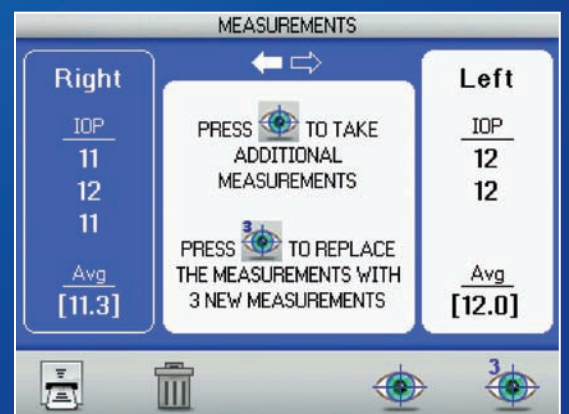 MEASUREMENTS
Right
IOP
11
12
11
Avg
[11.3]
PRESS TO TAKE
ADDITIONAL
MEASUREMENTS
PRESS 3 TO REPLACE
THE MEASUREMENTS WITH
3 NEW MEASUREMENTS
Left
IOP
12
12
Avg
[12.0]
3